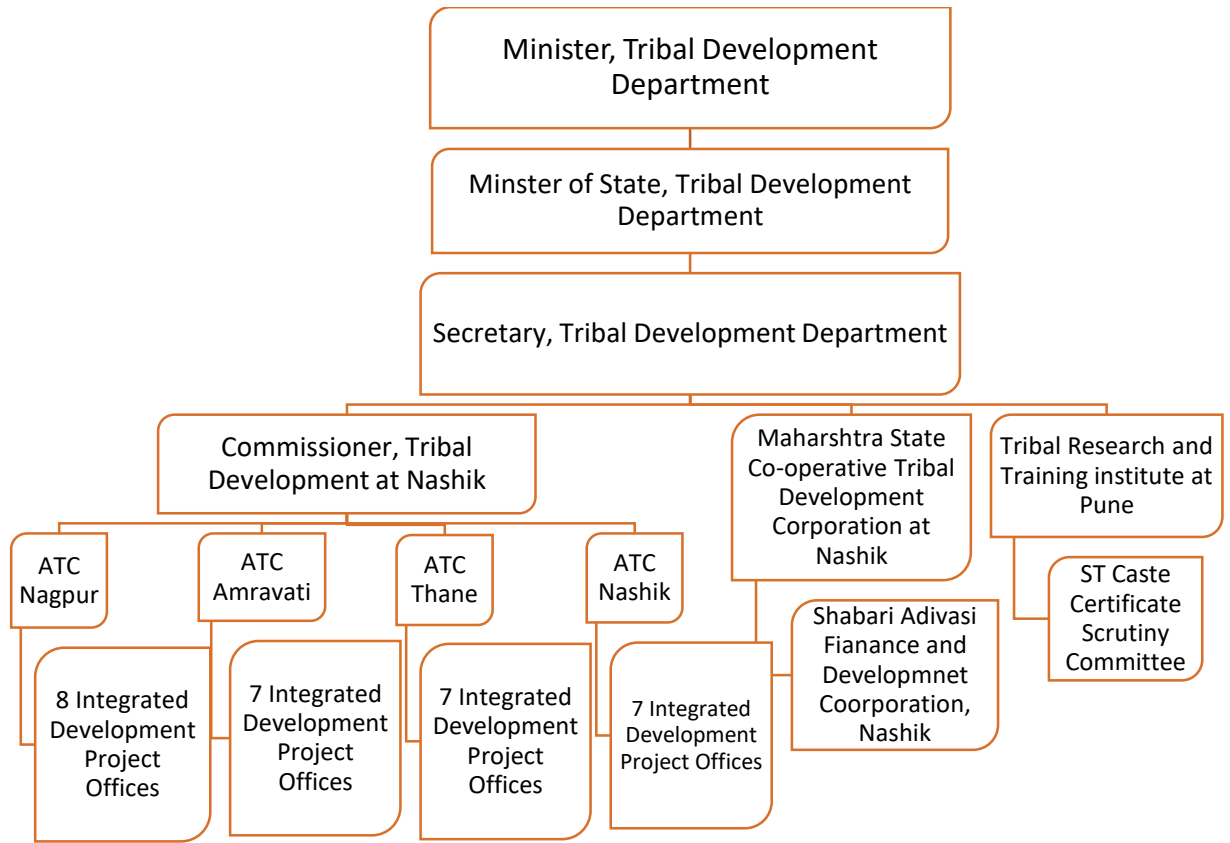 Minister, Tribal Development
Department
Minster of State, Tribal Development
Department
Secretary, Tribal Development Department
Commissioner, Tribal
Development at Nashik
Maharshtra State
Co-operative Tribal
Development
Corporation at
Nashik
Tribal Research and
Training institute at
Pune
ATC
Nagpur
ATC
Amravati
ATC
Thane
ATC
Nashik
ST Caste
Certificate
Scrutiny
Committee
8 Integrated
Development
Project
Offices
7 Integrated
Development
Project
Offices
7 Integrated
Development
Project
Offices
7 Integrated
Development
Project Offices
Shabari Adivasi
Fianance and
Developmnet
Coorporation,
Nashik